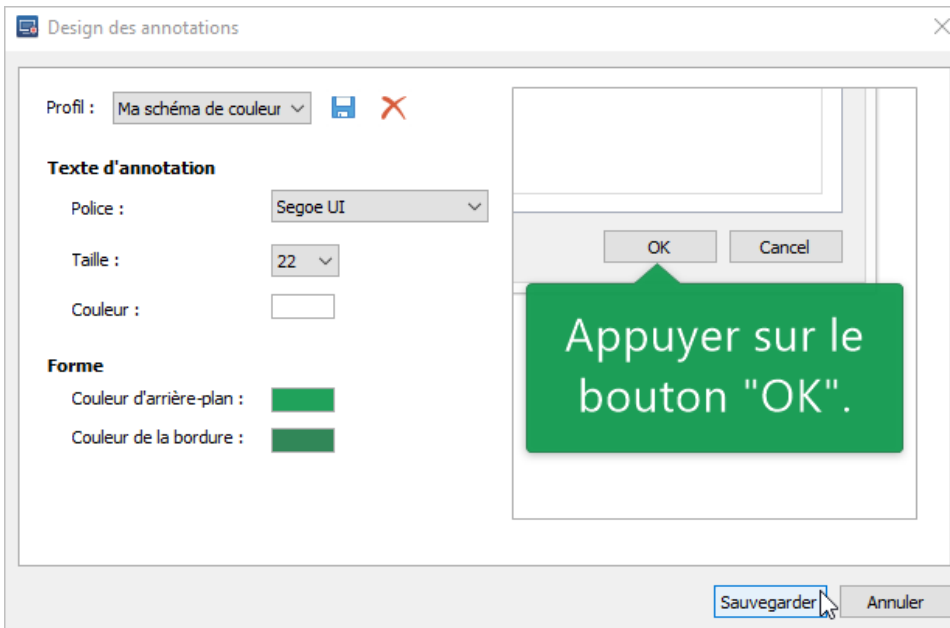 Design des annotations
Profil : Ma schéma de couleur
Texte d'annotation
Police : Segoe UI
Taille : 22
Couleur :
Forme
Couleur d'arrière-plan :
Couleur de la bordure :
OK Cancel
Appuyer sur le
bouton "OK".
Sauvegarder Annuler